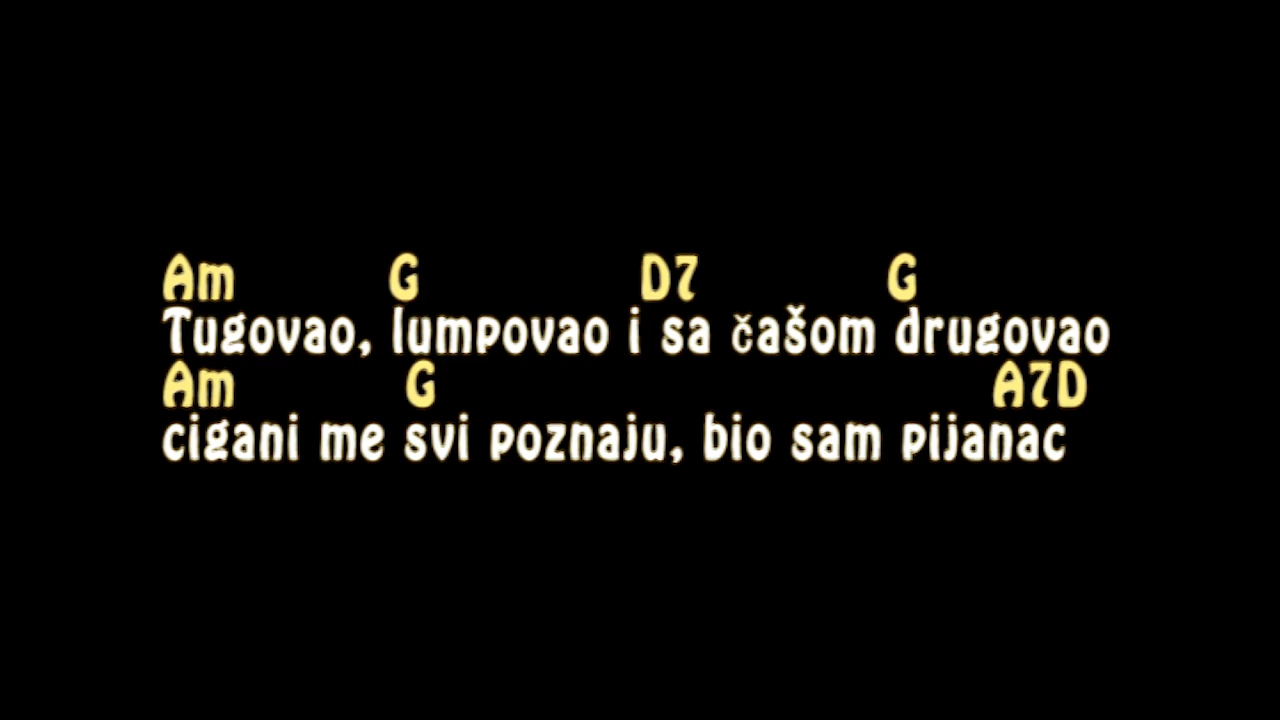 Am G D7 G
Tugovao, lumpovao i sa čašom drugovao
Am G A7D
cigani me svi poznaju, bio sam pijanac